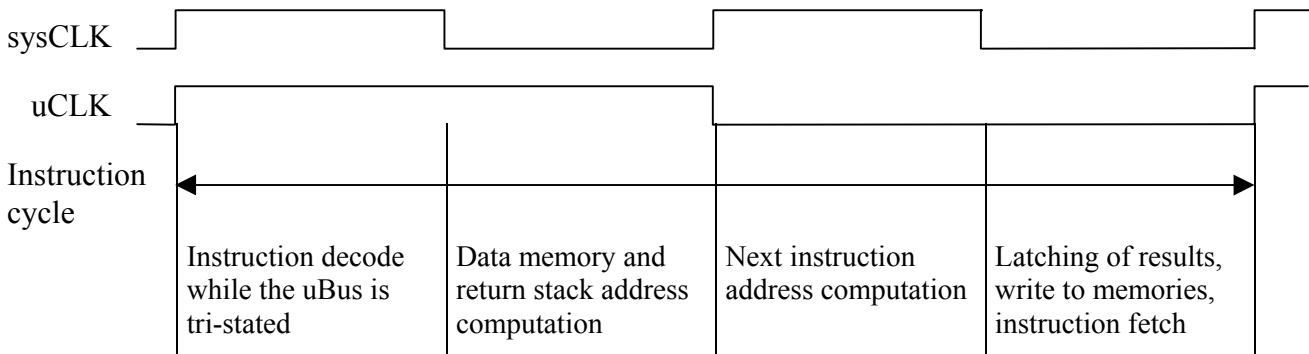 sysCLK
uCLK
Instruction
cycle
Instruction decode
while the uBus is
tri-stated
Data memory and
return stack address
computation
Next instruction
address computation
Latching of results,
write to memories,
instruction fetch